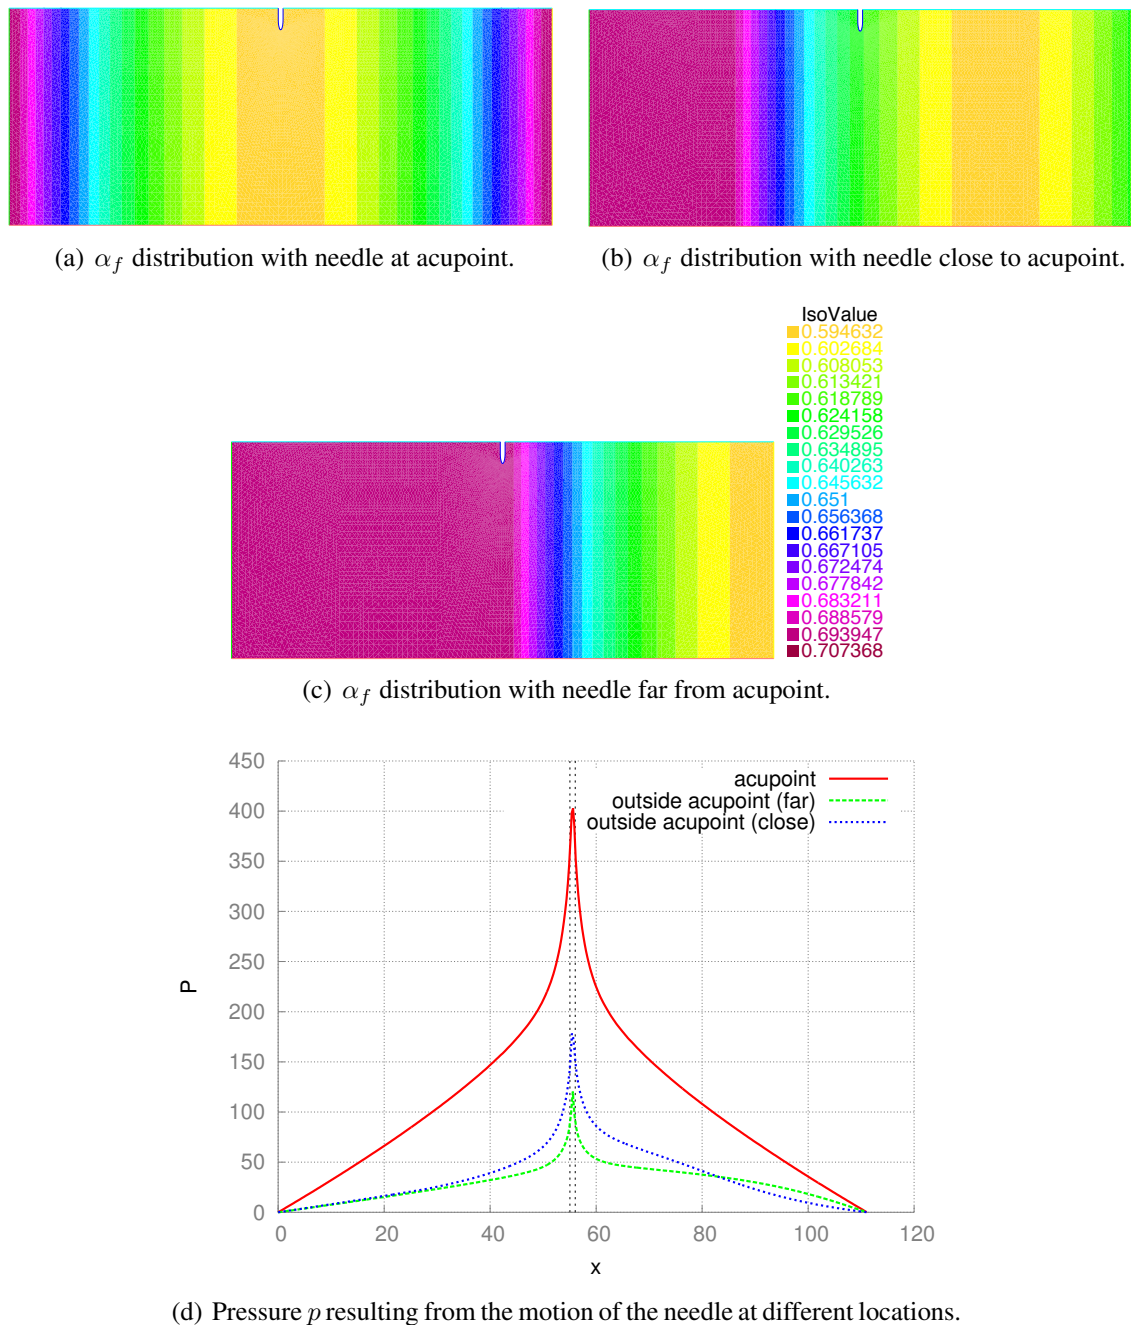 (a) α_f distribution with needle at acupoint.
(b) α_f distribution with needle close to acupoint.
IsoValue
0.594632
0.602684
0.608053
0.613421
0.618789
0.624158
0.629526
0.634895
0.640263
0.645632
0.651
0.656368
0.661737
0.667105
0.672474
0.677842
0.683211
0.688579
0.693947
0.707368
(c) α_f distribution with needle far from acupoint.
450
400
350
300
250
200
150
100
50
0
P
acupoint
outside acupoint (far)
outside acupoint (close)
0 20 40 60 80 100 120
x
(d) Pressure p resulting from the motion of the needle at different locations.